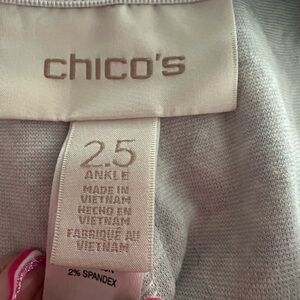 chico's
2.5
ANKLE
MADE IN
VIETNAM
HECHO EN
VIETNAM
FABRIQUÉ AU
VIETNAM
2% SPANDEX